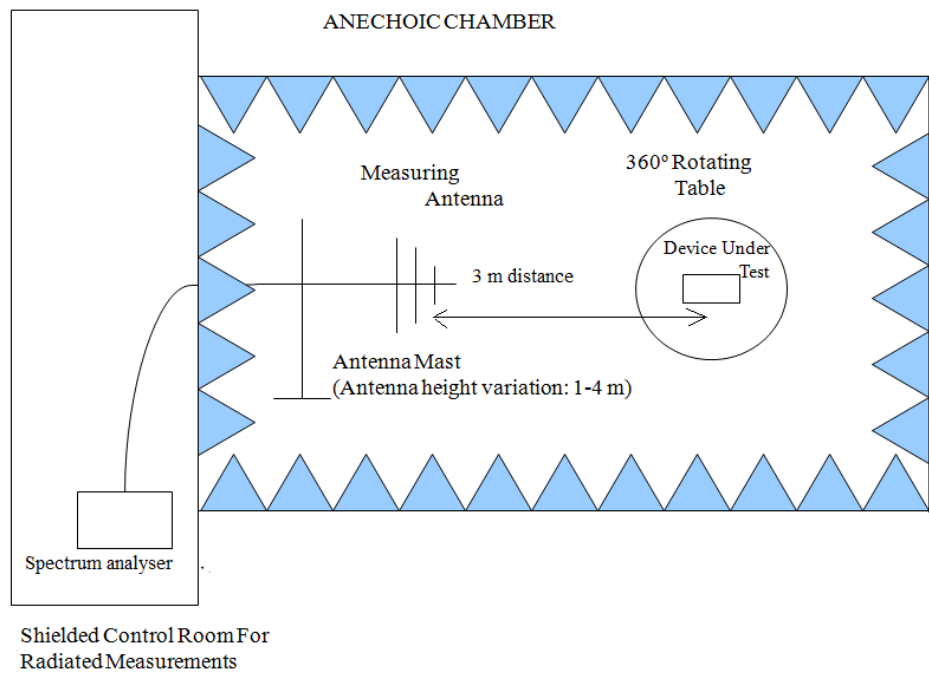 ANECHOIC CHAMBER
Measuring
Antenna
360º Rotating
Table
Device Under
Test
3 m distance
Antenna Mast
(Antenna height variation: 1-4 m)
Spectrum analyser
Shielded Control Room For
Radiated Measurements